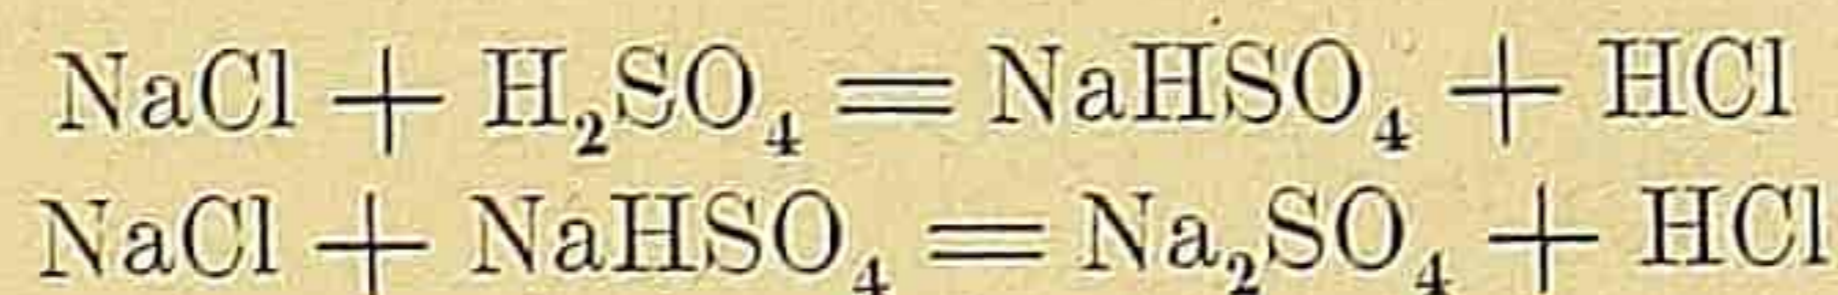 NaCl + H₂SO₄ = NaHSO₄ + HCl
NaCl + NaHSO₄ = Na₂SO₄ + HCl